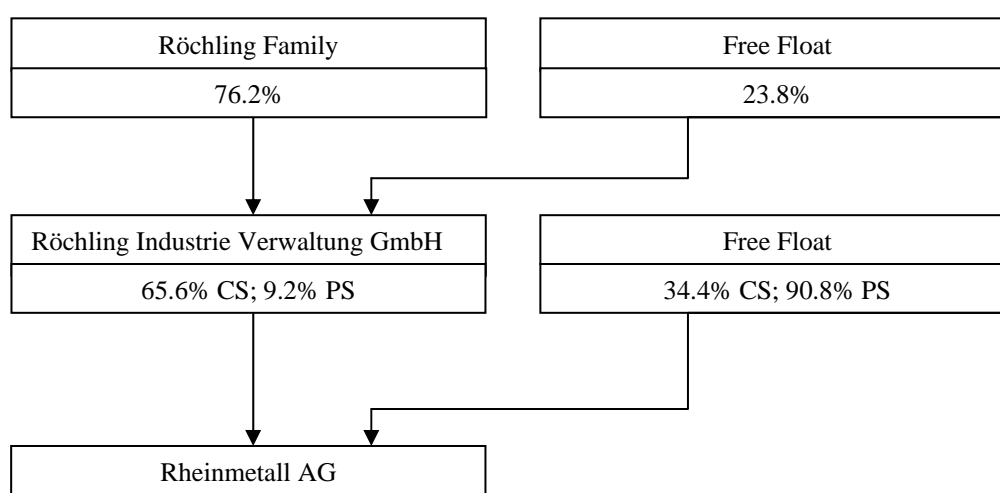 Röchling Family
Free Float
76.2%
23.8%
Röchling Industrie Verwaltung GmbH
Free Float
65.6% CS; 9.2% PS
34.4% CS; 90.8% PS
Rheinmetall AG